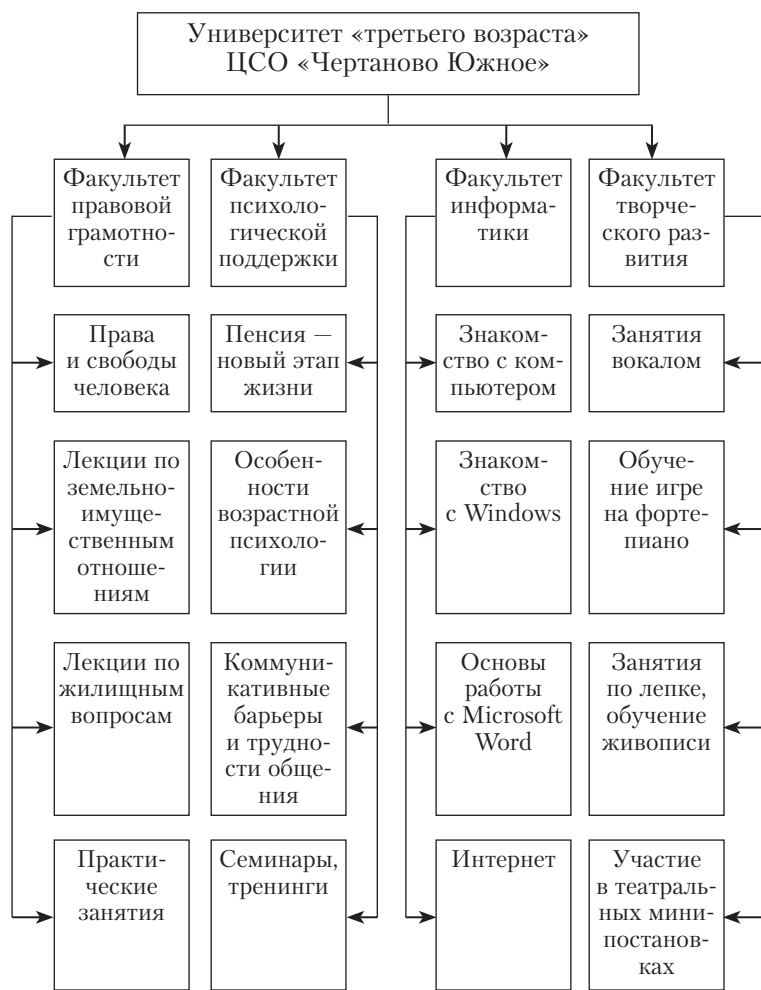 Университет «третьего возраста»
ЦСО «Чертаново Южное»
Факультет
правовой
грамотно-
сти
Факультет
психоло-
гической
поддержки
Факультет
информа-
тики
Факультет
творче-
ского раз-
вития
Права
и свободы
человека
Пенсия —
новый этап
жизни
Знаком-
ство с ком-
пьютером
Занятия
вокалом
Лекции по
земельно-
имуще-
ственным
отноше-
ниям
Особен-
ности
возрастной
психоло-
гии
Знаком-
ство
с Windows
Обуче-
ние игре
на форте-
пиано
Лекции по
жилищным
вопросам
Коммуни-
кативные
барьеры
и трудно-
сти обще-
ния
Основы
работы
с Microsoft
Word
Занятия
по лепке,
обучение
живописи
Практи-
ческие
занятия
Семинары,
тренинги
Интернет
Участие
в театраль-
ных мини-
постанов-
ках